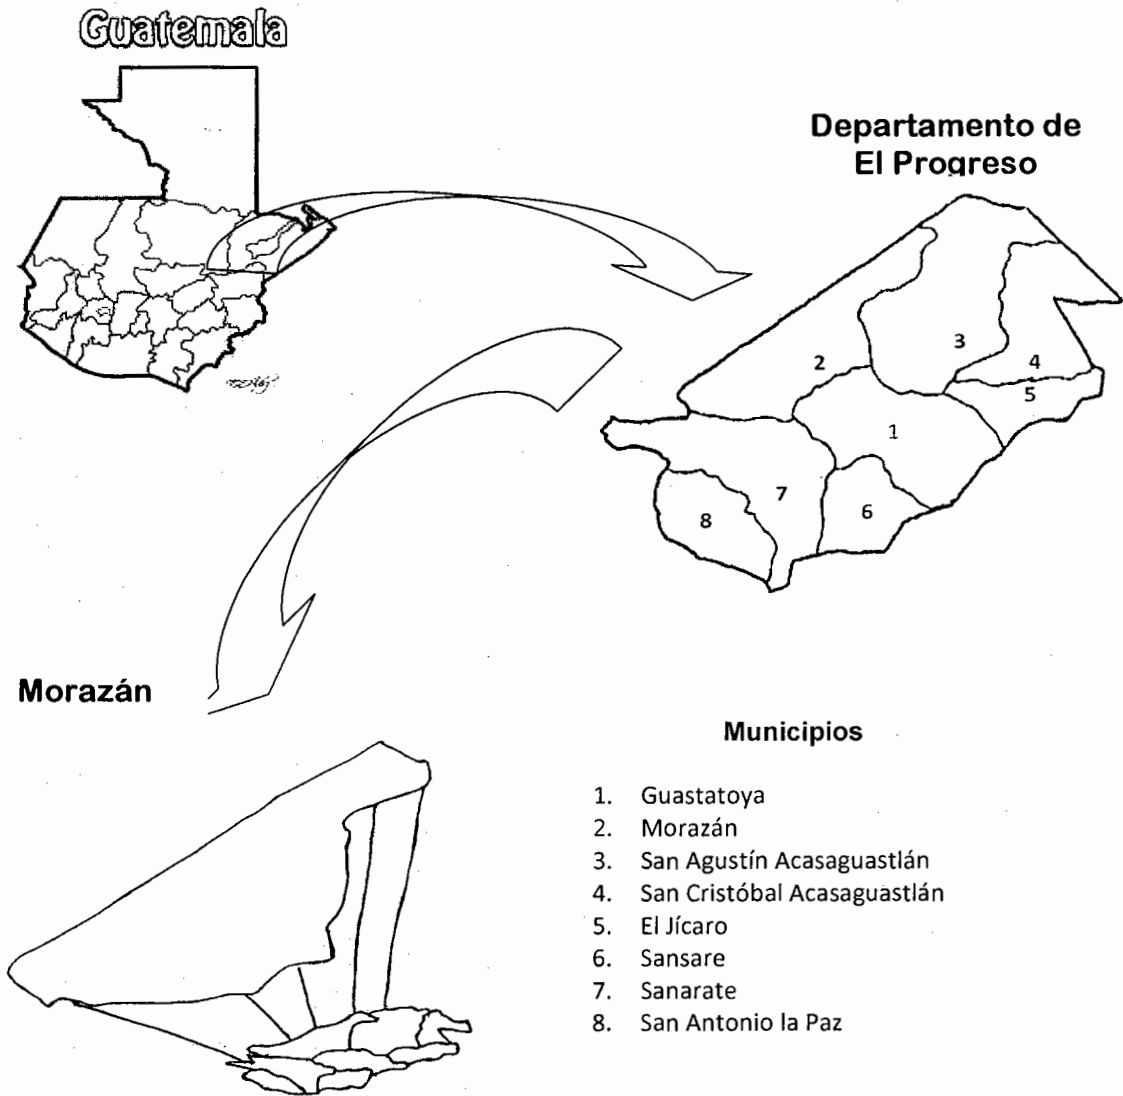 Guatemala
Departamento de
El Progreso
2
3
4
5
1
7
6
8
Morazán
Municipios
1. Guastatoya
2. Morazán
3. San Agustín Acasaguastlán
4. San Cristóbal Acasaguastlán
5. El Jícaro
6. Sansare
7. Sanarate
8. San Antonio la Paz